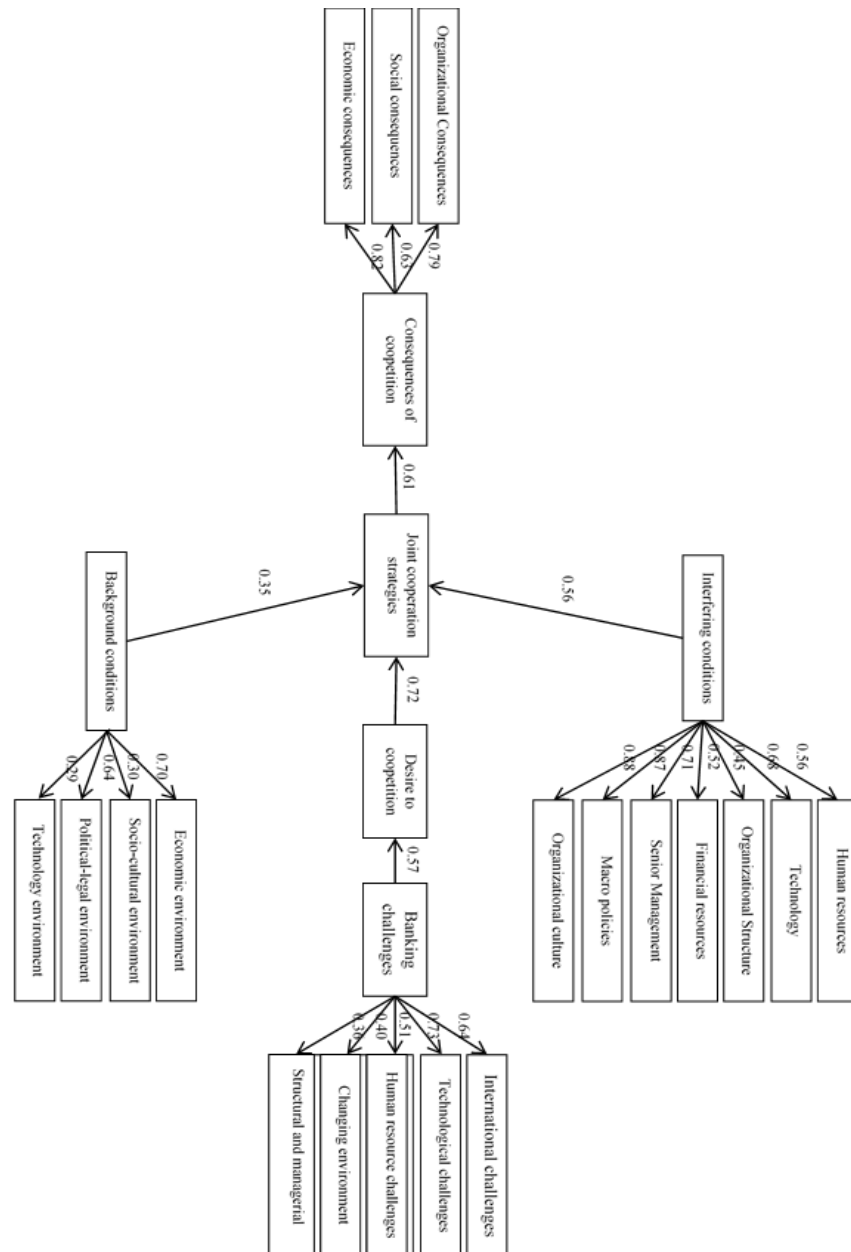 Human resources
0.56
Technology
0.68
Organizational Structure
0.45
Financial resources
0.52
Senior Management
0.71
Macro policies
0.87
Organizational culture
0.88
Interfering conditions
0.56
Organizational Consequences
0.79
Social consequences
0.63
Economic consequences
0.82
Consequences of
coopetition
0.61
Joint cooperation
strategies
0.72
Desire to
coopetition
0.57
Banking
challenges
International challenges
0.64
Technological challenges
0.73
Human resource challenges
0.51
Changing environment
0.40
Structural and managerial
0.36
0.35
Background conditions
Economic environment
0.70
Socio-cultural environment
0.30
Political-legal environment
0.64
Technology environment
0.29